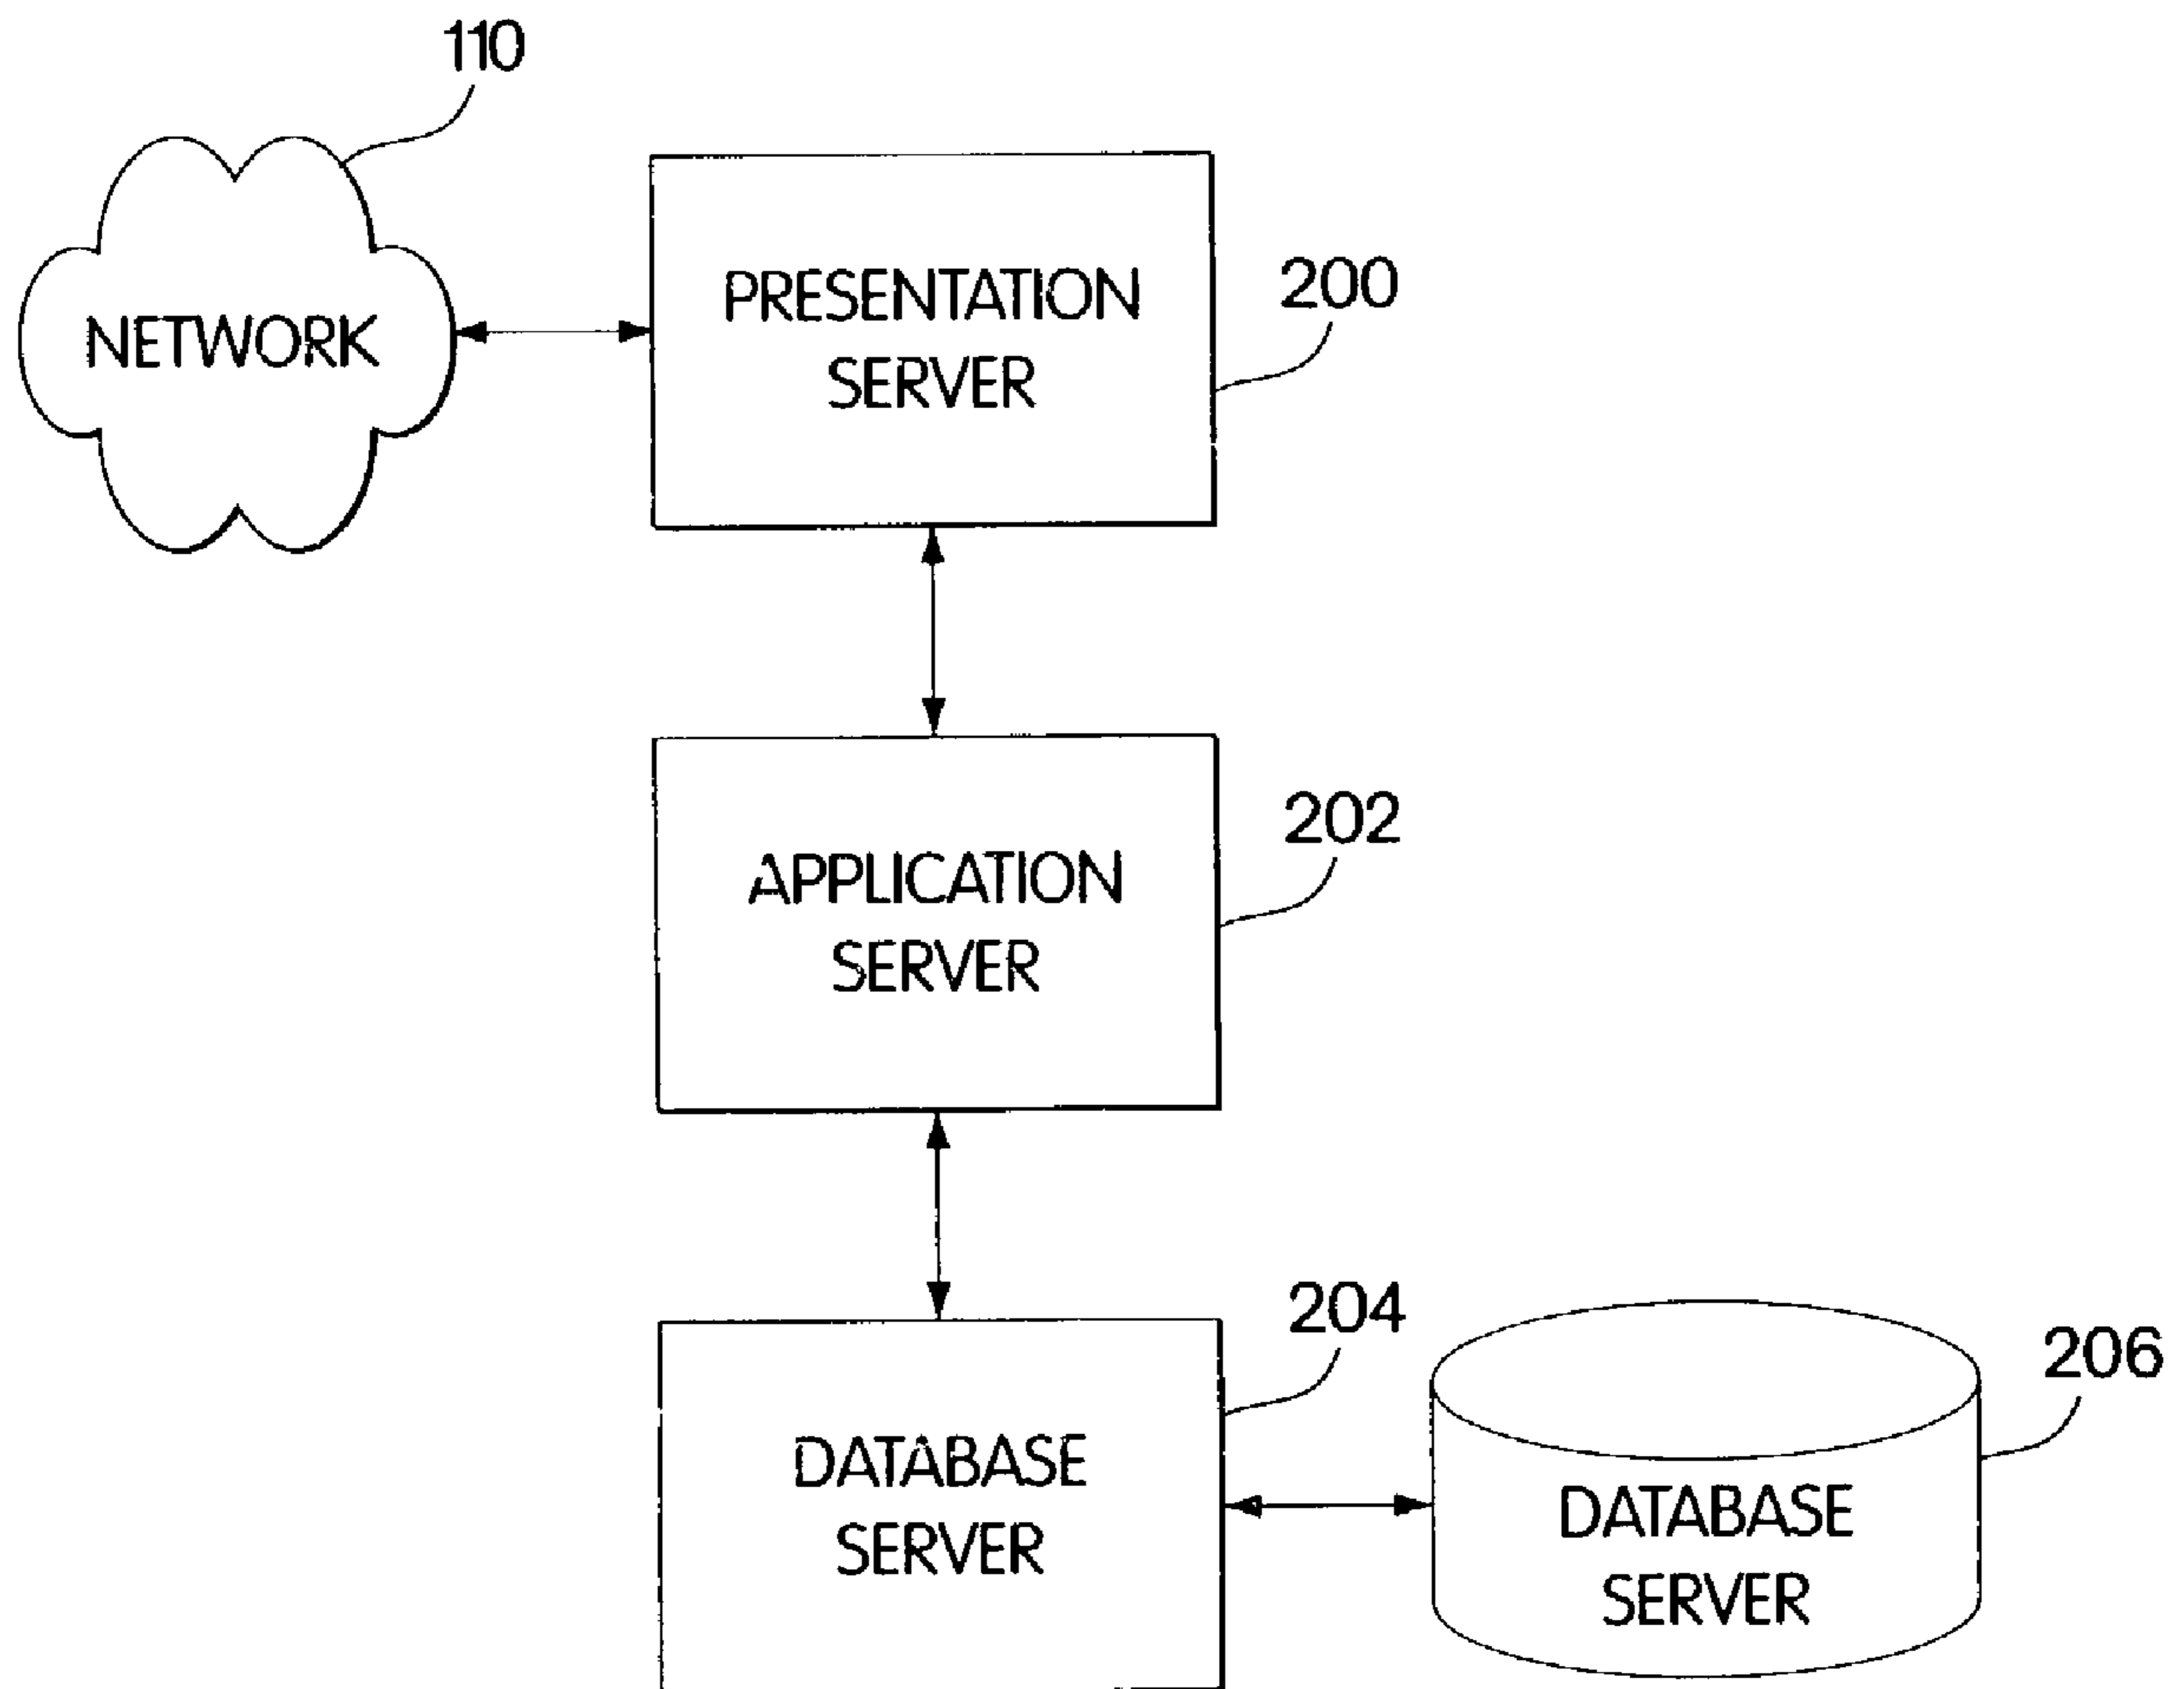 110
NETWORK
PRESENTATION
SERVER
200
APPLICATION
SERVER
202
DATABASE
SERVER
204
DATABASE
SERVER
206